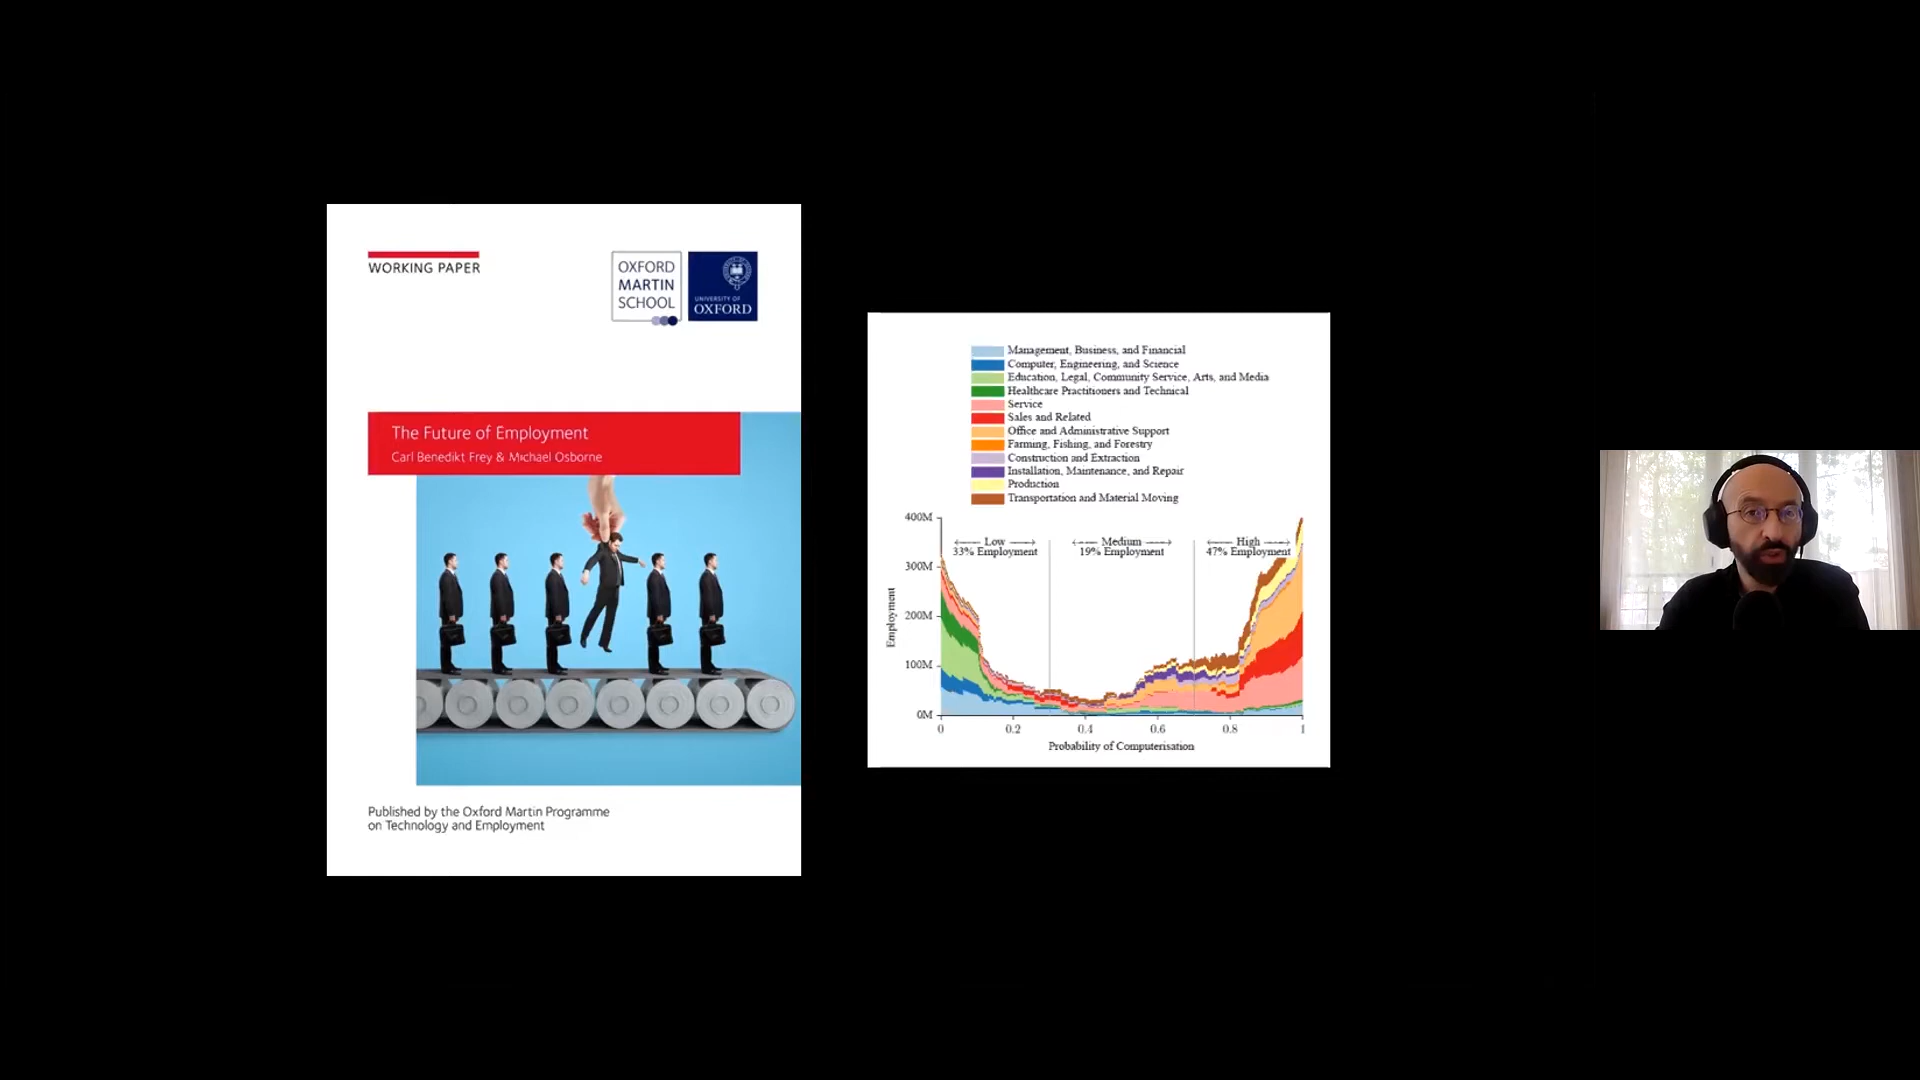 WORKING PAPER
OXFORD
MARTIN
SCHOOL
UNIVERSITY OF
OXFORD
The Future of Employment
Carl Benedikt Frey & Michael Osborne
Published by the Oxford Martin Programme
on Technology and Employment
Management, Business, and Financial
Computer, Engineering, and Science
Education, Legal, Community Service, Arts, and Media
Healthcare Practitioners and Technical
Service
Sales and Related
Office and Administrative Support
Farming, Fishing, and Forestry
Construction and Extraction
Installation, Maintenance, and Repair
Production
Transportation and Material Moving
400M
300M
200M
100M
0M
Employment
Low
33% Employment
Medium
19% Employment
High
47% Employment
0 0.2 0.4 0.6 0.8 1
Probability of Computerisation